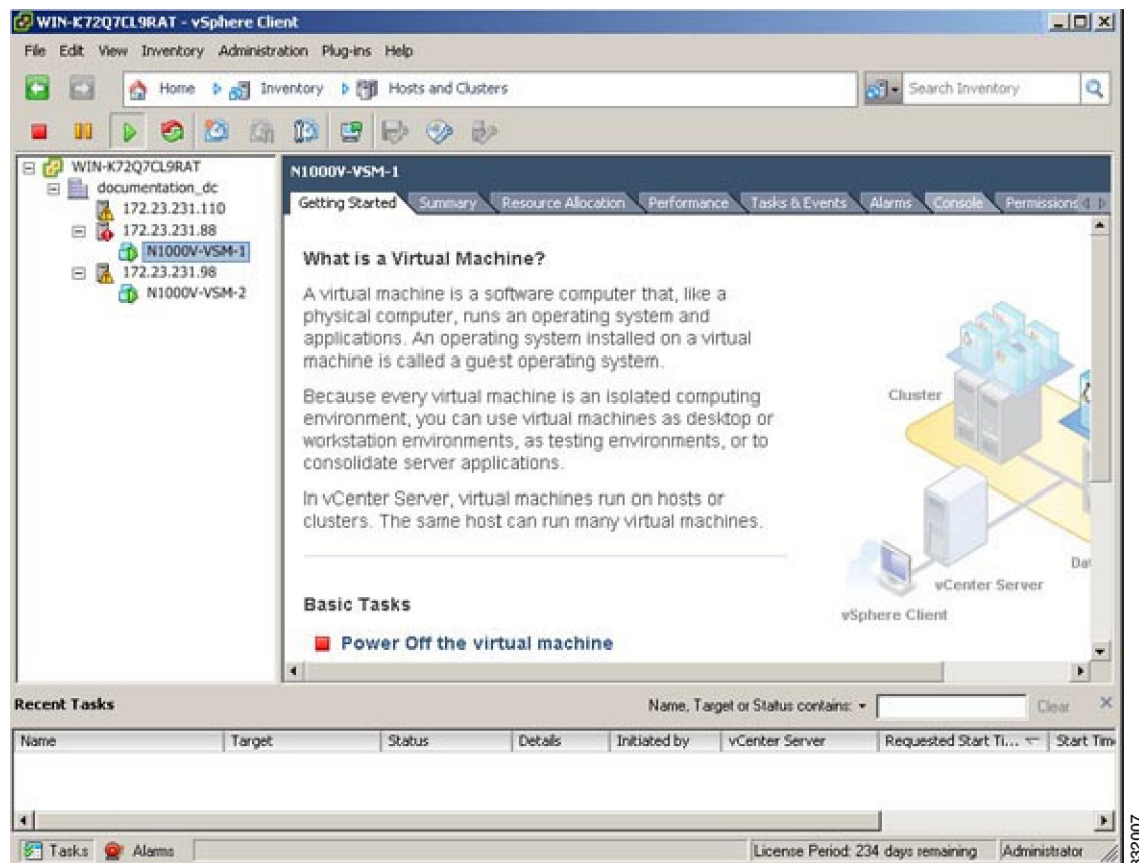 WIN-K72Q7CL9RAT - vSphere Client
File Edit View Inventory Administration Plug-ins Help
Home Inventory Hosts and Clusters
Search Inventory
WIN-K72Q7CL9RAT
documentation_dc
172.23.231.110
172.23.231.88
N1000V-VSM-1
172.23.231.98
N1000V-VSM-2
N1000V-VSM-1
Getting Started Summary Resource Allocation Performance Tasks & Events Alarms Console Permissions
What is a Virtual Machine?
A virtual machine is a software computer that, like a
physical computer, runs an operating system and
applications. An operating system installed on a virtual
machine is called a guest operating system.
Because every virtual machine is an isolated computing
environment, you can use virtual machines as desktop or
workstation environments, as testing environments, or to
consolidate server applications.
In vCenter Server, virtual machines run on hosts or
clusters. The same host can run many virtual machines.
Cluster
Da
vCenter Server
vSphere Client
Basic Tasks
Power Off the virtual machine
Recent Tasks
Name, Target or Status contains:
Clear
Name Target Status Details Initiated by vCenter Server Requested Start Ti... Start Tim
Tasks Alarms
License Period: 234 days remaining Administrator